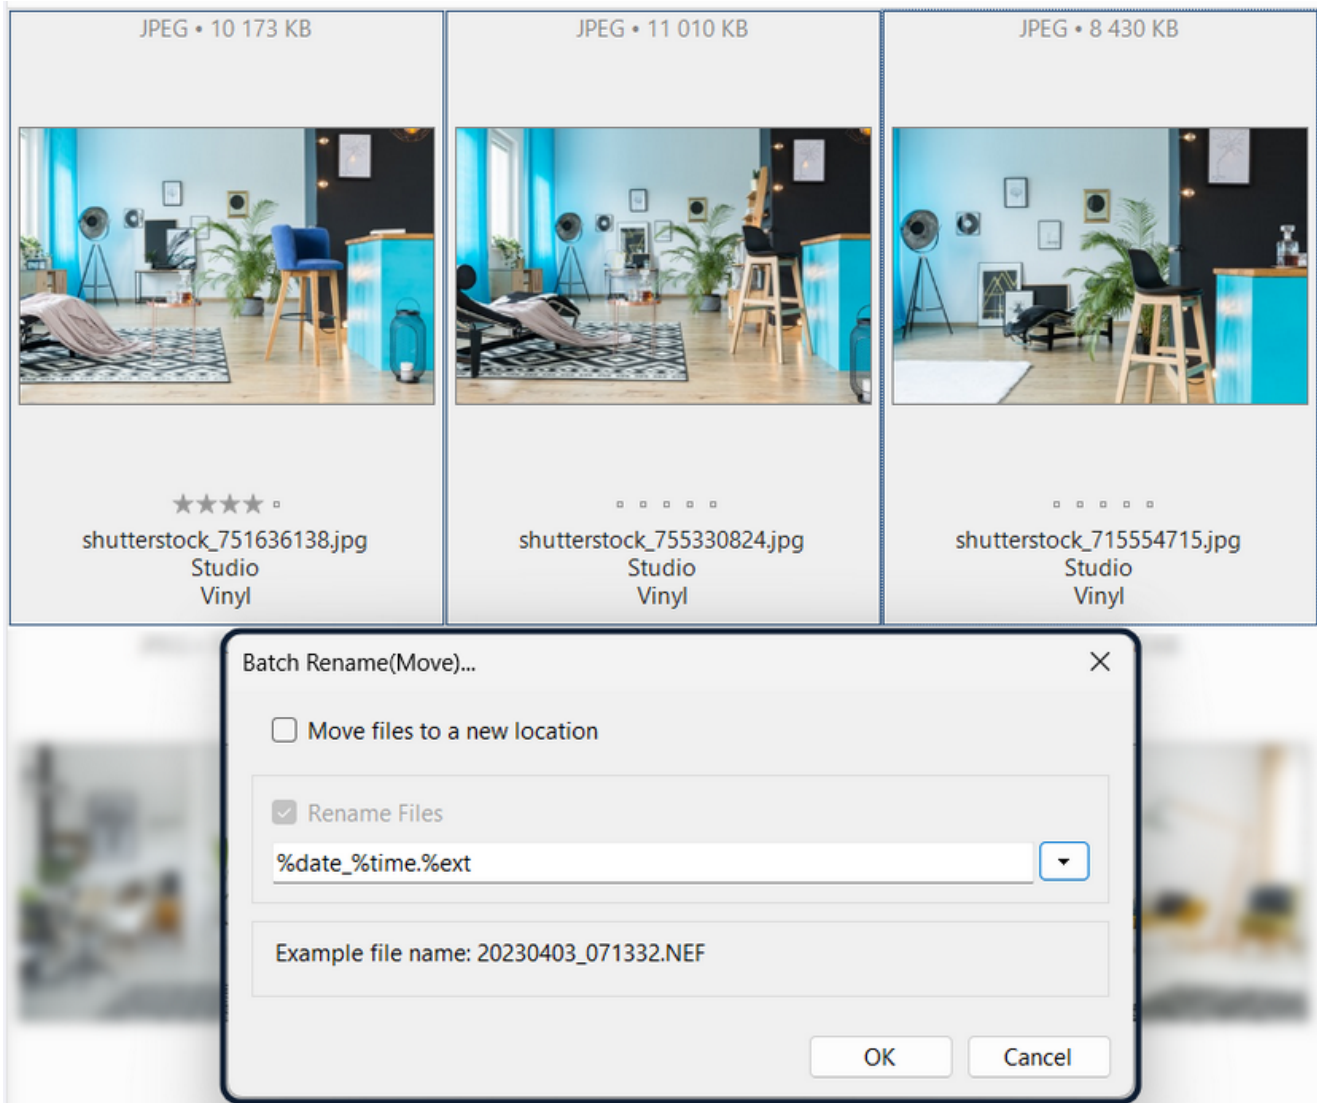 JPEG • 10 173 KB
JPEG • 11 010 KB
JPEG • 8 430 KB
shutterstock_751636138.jpg
Studio
Vinyl
shutterstock_755330824.jpg
Studio
Vinyl
shutterstock_715554715.jpg
Studio
Vinyl
Batch Rename(Move)...
Move files to a new location
Rename Files
%date_%time.%ext
Example file name: 20230403_071332.NEF
OK
Cancel